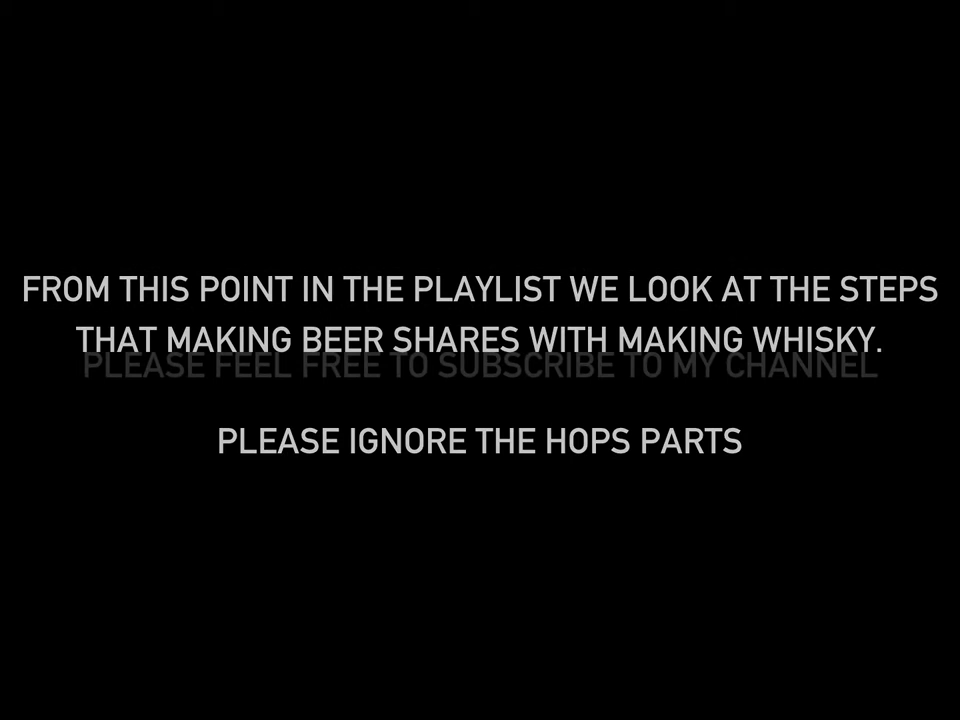 FROM THIS POINT IN THE PLAYLIST WE LOOK AT THE STEPS
THAT MAKING BEER SHARES WITH MAKING WHISKY.
PLEASE FEEL FREE TO SUBSCRIBE TO MY CHANNEL
PLEASE IGNORE THE HOPS PARTS